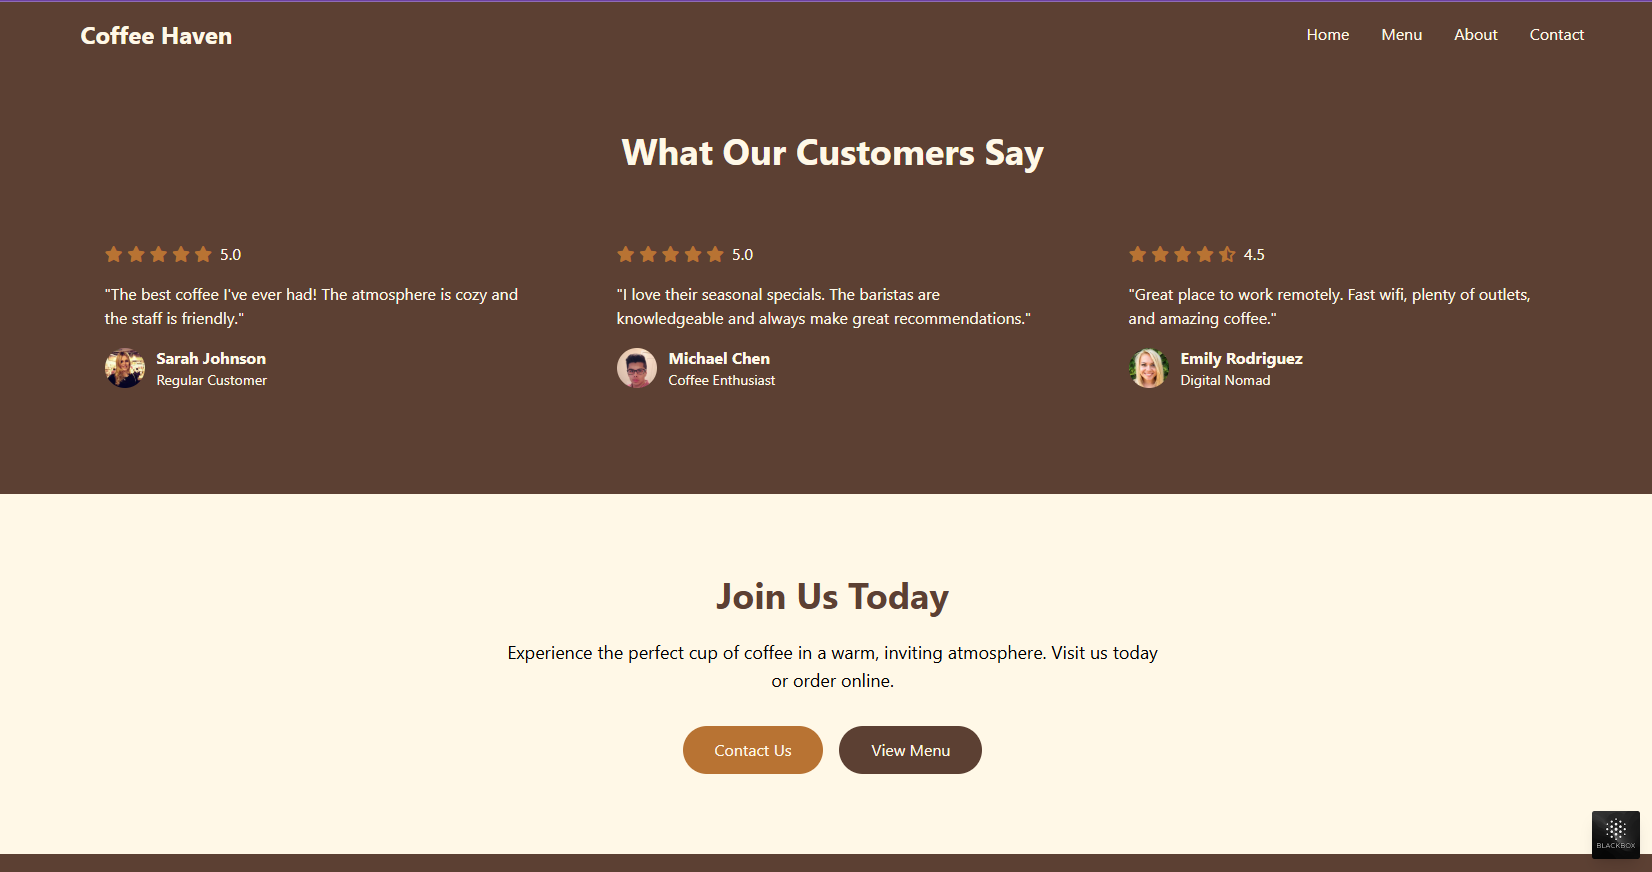 Coffee Haven
Home Menu About Contact
What Our Customers Say
5.0
"The best coffee I've ever had! The atmosphere is cozy and
the staff is friendly."
Sarah Johnson
Regular Customer
5.0
"I love their seasonal specials. The baristas are
knowledgeable and always make great recommendations."
Michael Chen
Coffee Enthusiast
4.5
"Great place to work remotely. Fast wifi, plenty of outlets,
and amazing coffee."
Emily Rodriguez
Digital Nomad
Join Us Today
Experience the perfect cup of coffee in a warm, inviting atmosphere. Visit us today
or order online.
Contact Us
View Menu
BLACKBOX